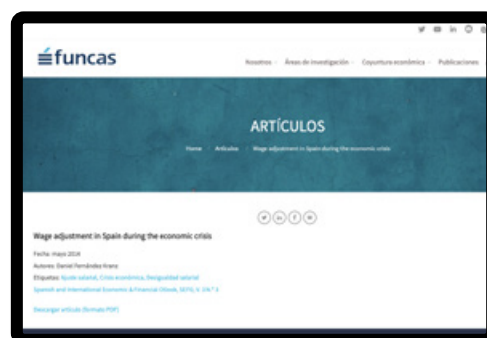 funcas
Nosotros Áreas de investigación Coyuntura económica Publicaciones
ARTÍCULOS
Home Artículos Wage adjustment in Spain during the economic crisis
Wage adjustment in Spain during the economic crisis
Fecha: mayo 2014
Autores: Daniel Fernández Kranz
Etiquetas: Ajuste salarial, Crisis económica, Desigualdad salarial
Spanish and International Economic & Financial Outlook, SEFO, V. 3 N.º 3
Descargar artículo (formato PDF)